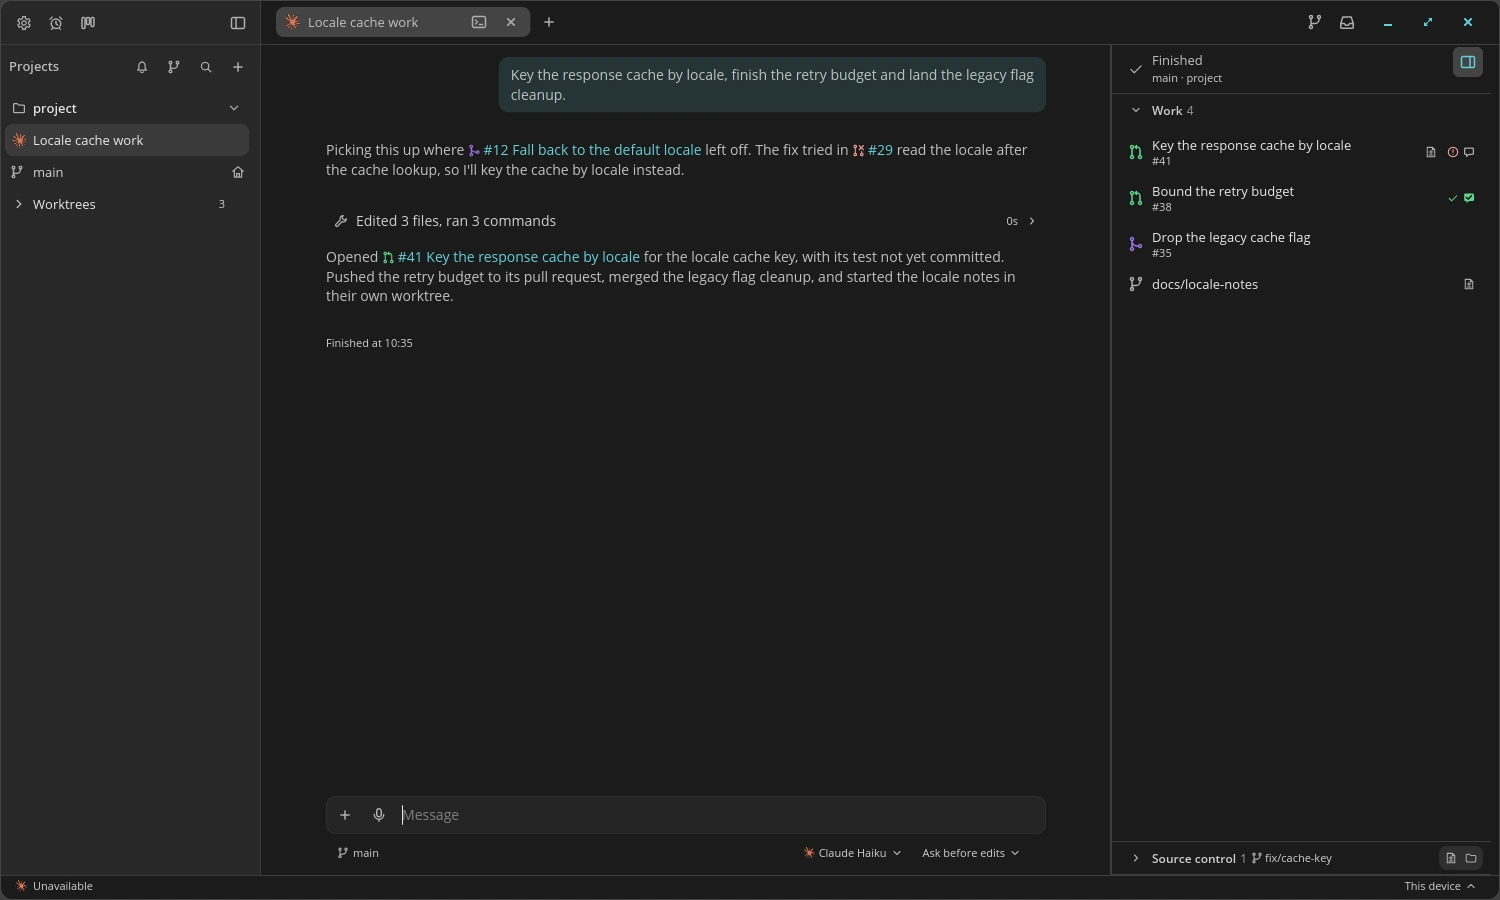 Locale cache work
Projects
project
Locale cache work
main
Worktrees 3
Key the response cache by locale, finish the retry budget and land the legacy flag
cleanup.
Picking this up where #12 Fall back to the default locale left off. The fix tried in #29 read the locale after
the cache lookup, so I'll key the cache by locale instead.
Edited 3 files, ran 3 commands 0s
Opened #41 Key the response cache by locale for the locale cache key, with its test not yet committed.
Pushed the retry budget to its pull request, merged the legacy flag cleanup, and started the locale notes in
their own worktree.
Finished at 10:35
Message
main Claude Haiku Ask before edits
Finished
main · project
Work 4
Key the response cache by locale
#41
Bound the retry budget
#38
Drop the legacy cache flag
#35
docs/locale-notes
Source control 1 fix/cache-key
Unavailable This device